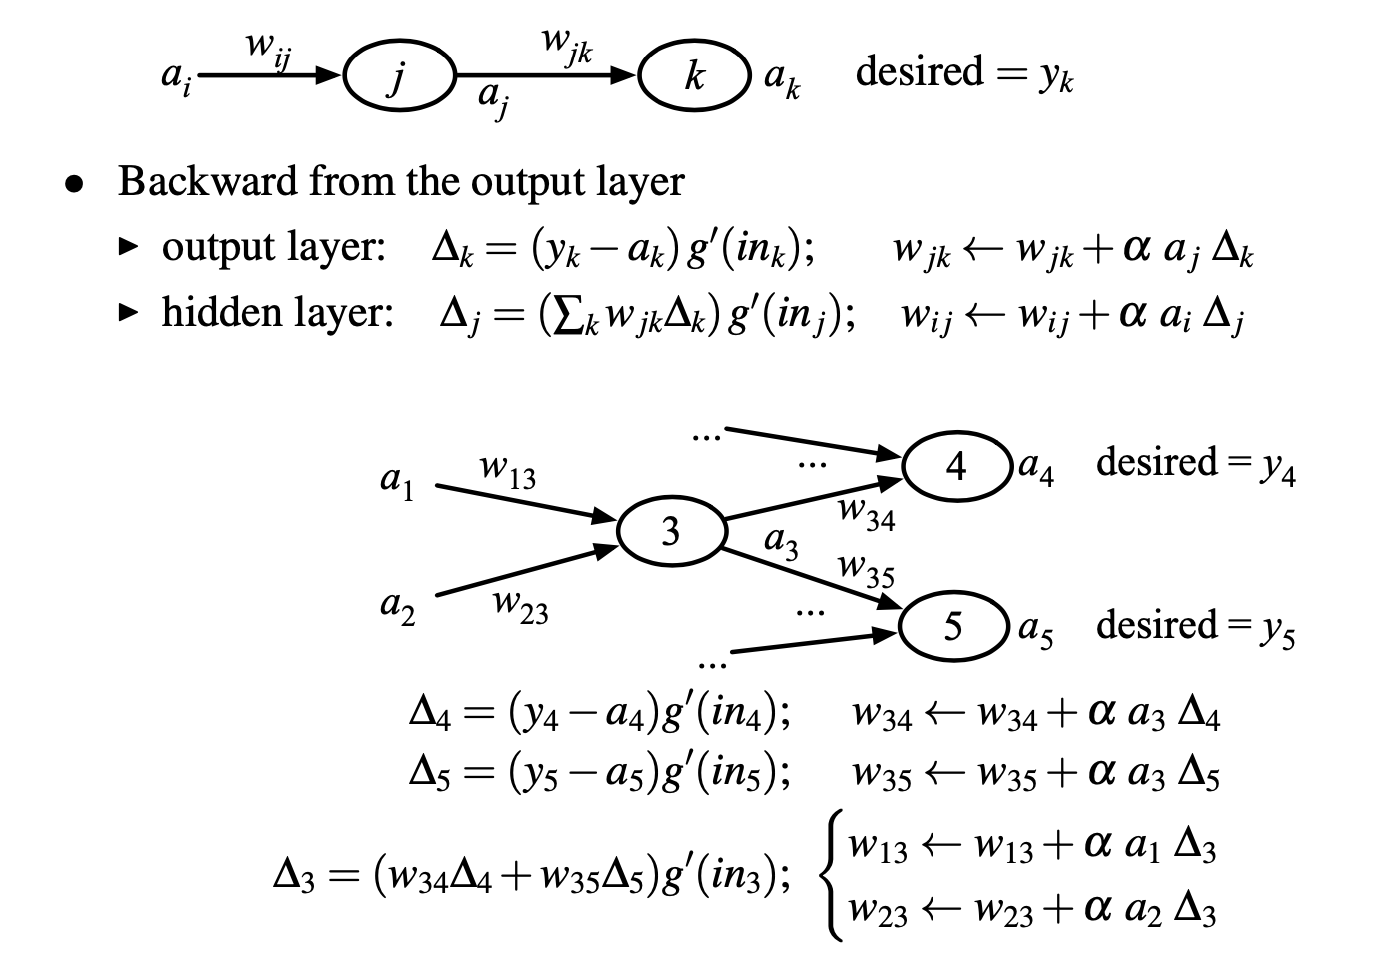 w_ij w_jk
a_i j a_j k a_k desired = y_k
• Backward from the output layer
▶ output layer: Δ_k = (y_k − a_k) g′(in_k); w_jk ← w_jk + α a_j Δ_k
▶ hidden layer: Δ_j = (∑_k w_jk Δ_k) g′(in_j); w_ij ← w_ij + α a_i Δ_j
...
...
a_1 w_13 4 a_4 desired = y_4
3 w_34
a_3
w_35
a_2 w_23 ... 5 a_5 desired = y_5
...
Δ_4 = (y_4 − a_4)g′(in_4); w_34 ← w_34 + α a_3 Δ_4
Δ_5 = (y_5 − a_5)g′(in_5); w_35 ← w_35 + α a_3 Δ_5
Δ_3 = (w_34Δ_4 + w_35Δ_5)g′(in_3); { w_13 ← w_13 + α a_1 Δ_3
w_23 ← w_23 + α a_2 Δ_3